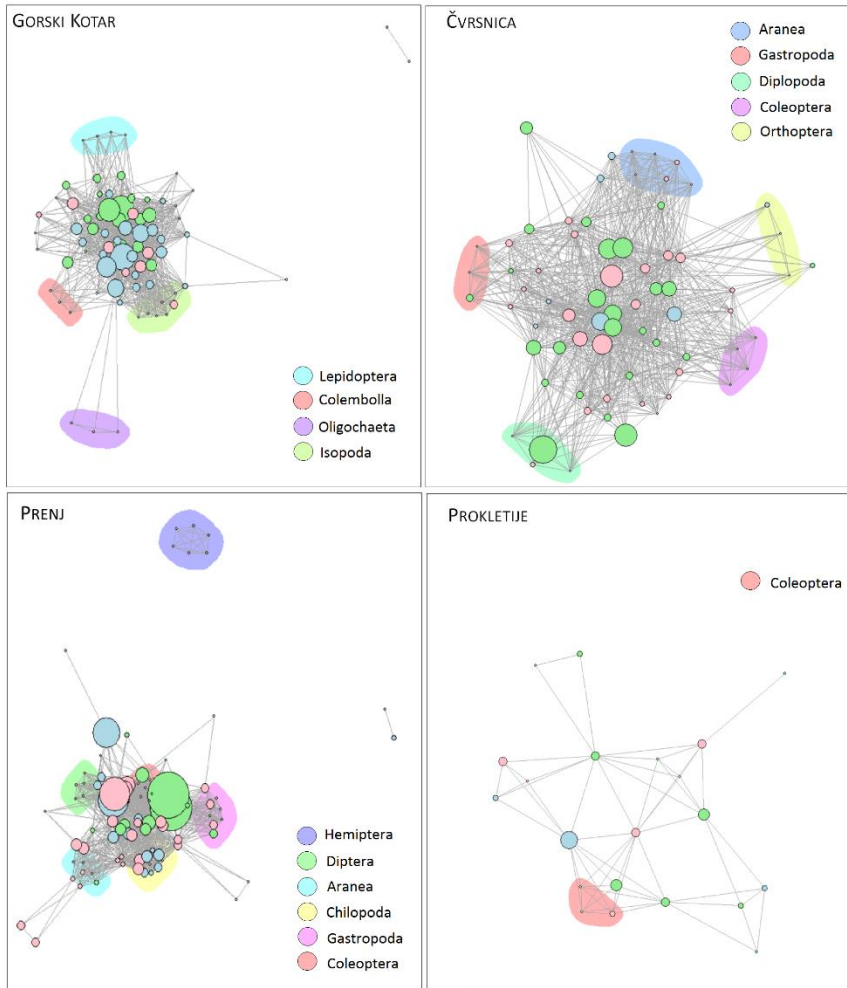 GORSKI KOTAR
Lepidoptera
Colembolla
Oligochaeta
Isopoda
ČVRSNICA
Aranea
Gastropoda
Diplopoda
Coleoptera
Orthoptera
PRENJ
Hemiptera
Diptera
Aranea
Chilopoda
Gastropoda
Coleoptera
PROKLETIJE
Coleoptera